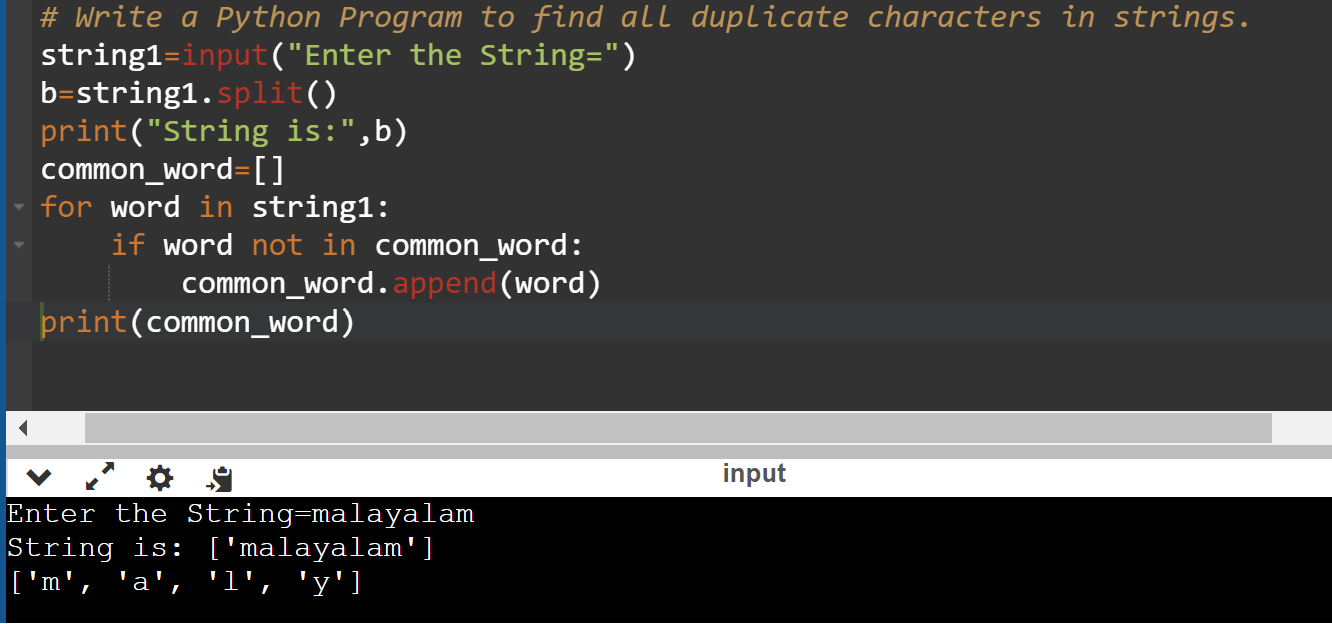 # Write a Python Program to find all duplicate characters in strings.
string1=input("Enter the String=")
b=string1.split()
print("String is:",b)
common_word=[]
for word in string1:
    if word not in common_word:
        common_word.append(word)
print(common_word)
input
Enter the String=malayalam
String is: ['malayalam']
['m', 'a', 'l', 'y']